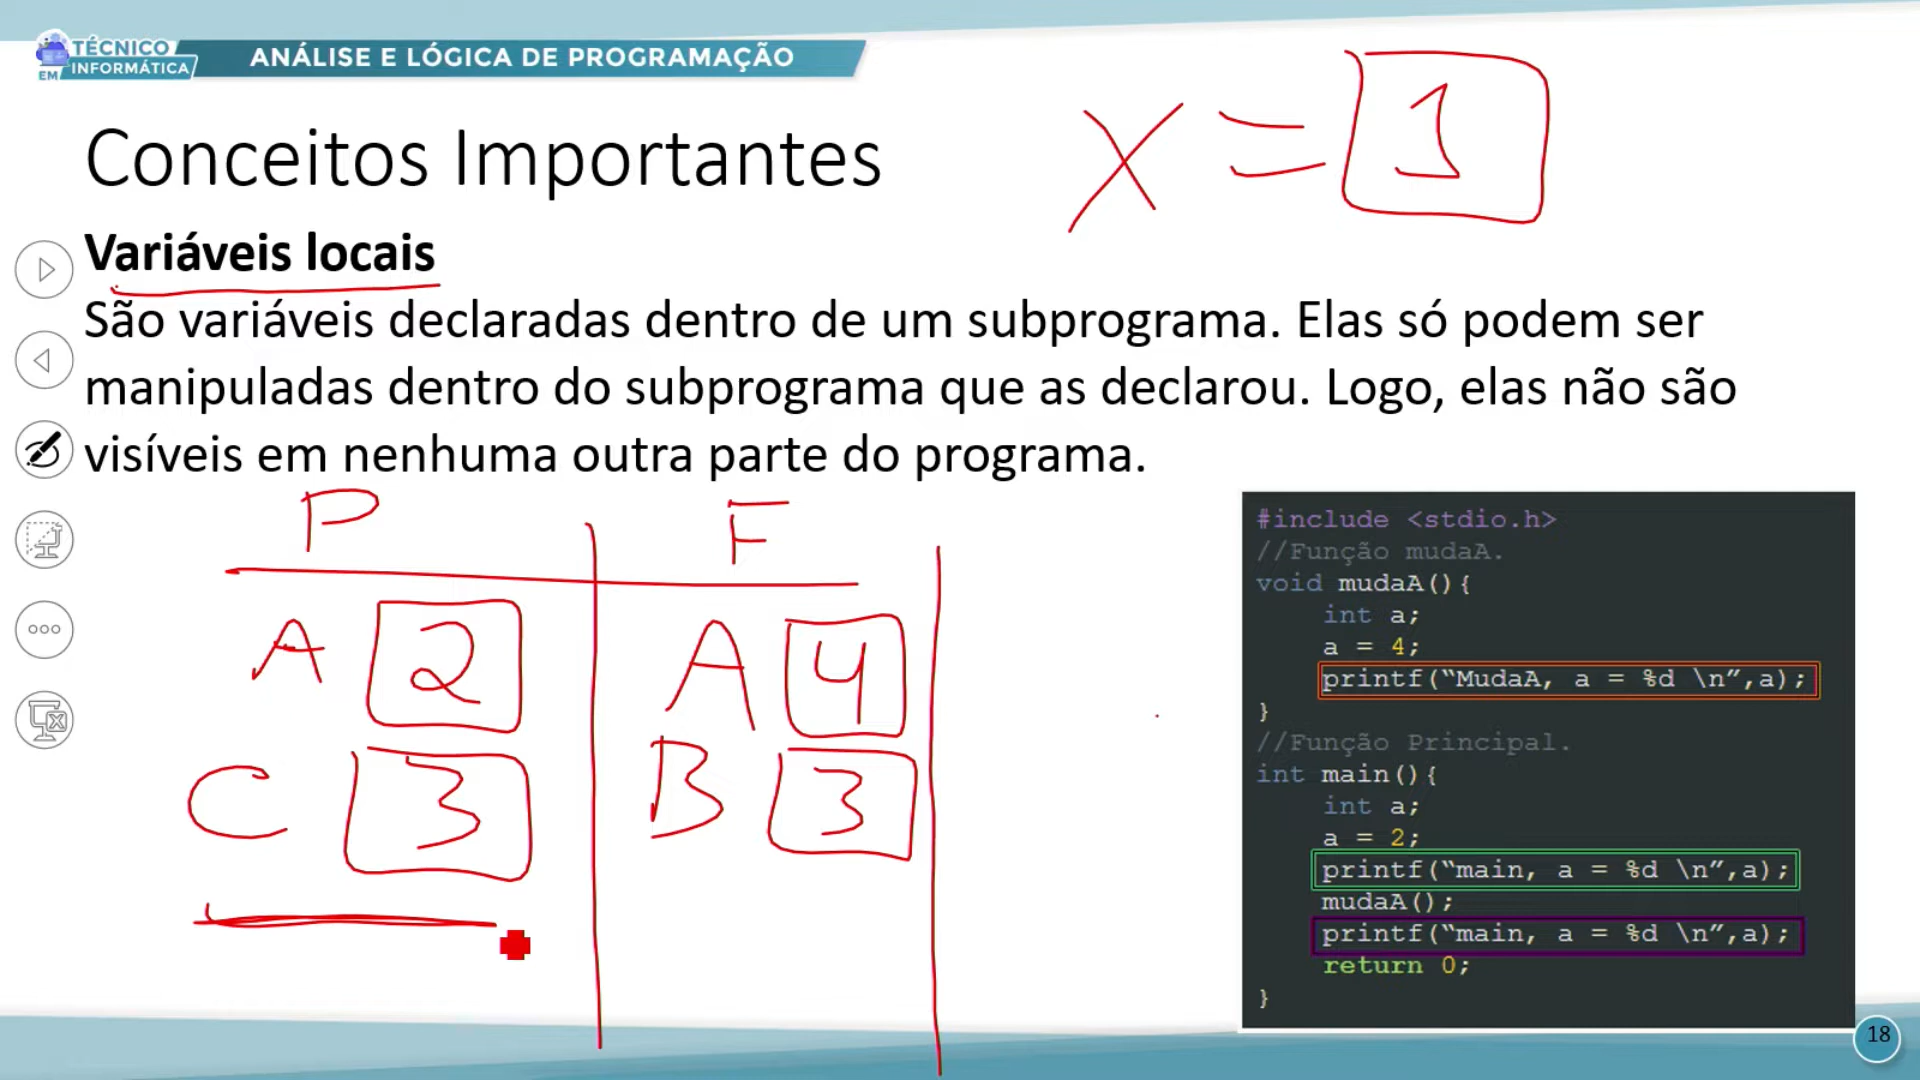 TÉCNICO
EM INFORMÁTICA
ANÁLISE E LÓGICA DE PROGRAMAÇÃO
X = 1
Conceitos Importantes
Variáveis locais
São variáveis declaradas dentro de um subprograma. Elas só podem ser
manipuladas dentro do subprograma que as declarou. Logo, elas não são
visíveis em nenhuma outra parte do programa.
P F
A 2 A 4
C 3 B 3
#include <stdio.h>
//Função mudaA.
void mudaA(){
int a;
a = 4;
printf(“MudaA, a = %d \n”,a);
}
//Função Principal.
int main(){
int a;
a = 2;
printf(“main, a = %d \n”,a);
mudaA();
printf(“main, a = %d \n”,a);
return 0;
}
18